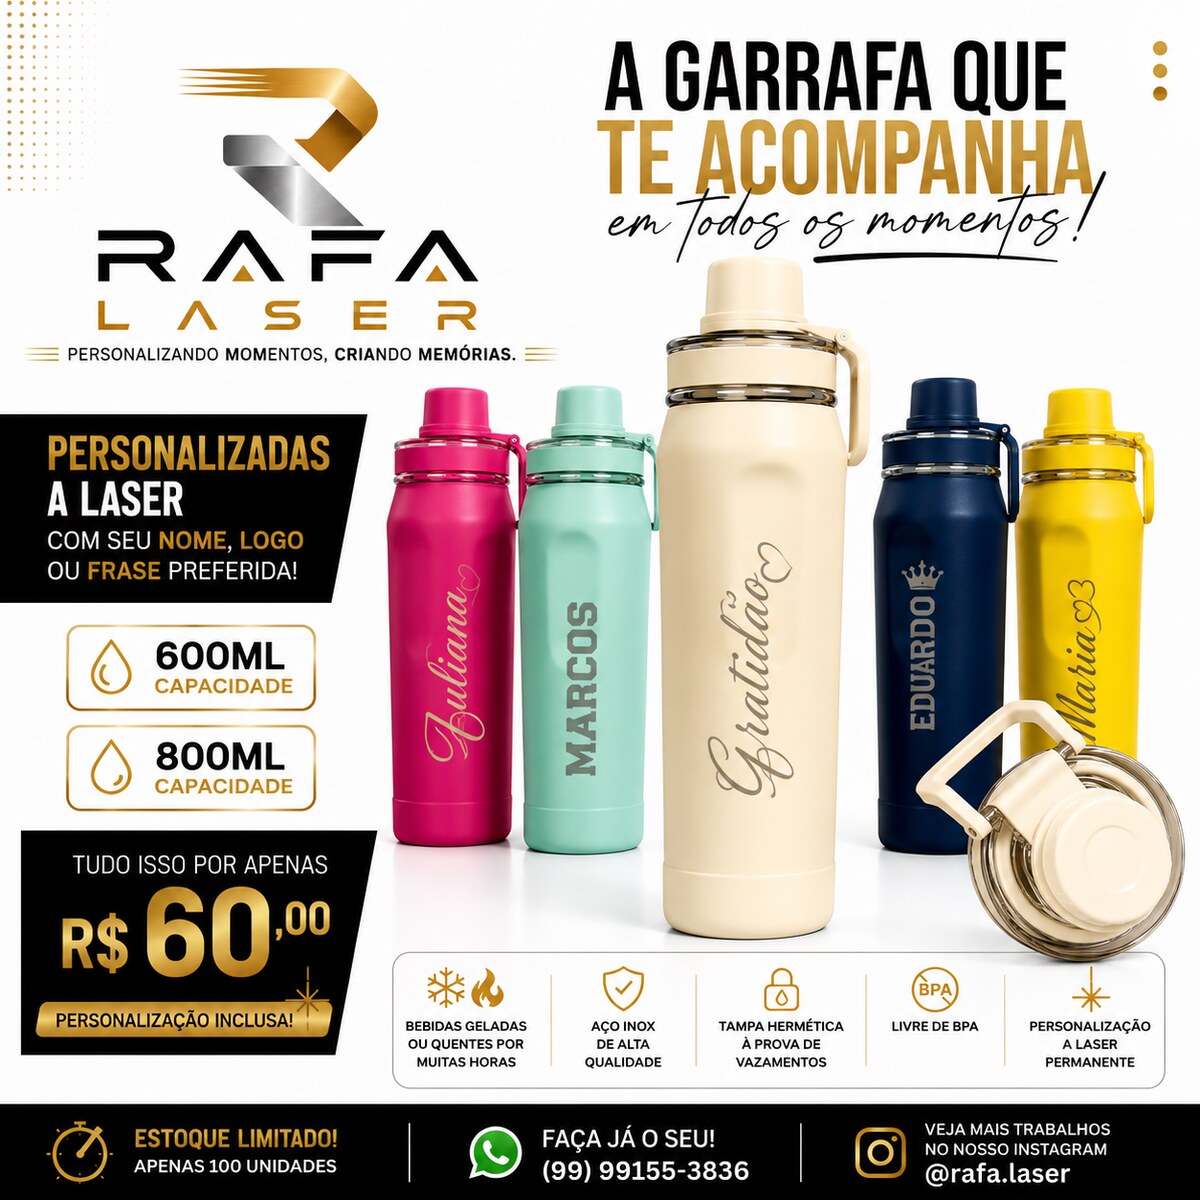 RAFA
LASER
PERSONALIZANDO MOMENTOS, CRIANDO MEMÓRIAS.
A GARRAFA QUE
TE ACOMPANHA
em todos os momentos!
PERSONALIZADAS
A LASER
COM SEU NOME, LOGO
OU FRASE PREFERIDA!
600ML
CAPACIDADE
800ML
CAPACIDADE
TUDO ISSO POR APENAS
R$ 60,00
PERSONALIZAÇÃO INCLUSA!
Juliana
MARCOS
Gratidão
EDUARDO
Maria
BEBIDAS GELADAS
OU QUENTES POR
MUITAS HORAS
AÇO INOX
DE ALTA
QUALIDADE
TAMPA HERMÉTICA
À PROVA DE
VAZAMENTOS
BPA
LIVRE DE BPA
PERSONALIZAÇÃO
A LASER
PERMANENTE
ESTOQUE LIMITADO!
APENAS 100 UNIDADES
FAÇA JÁ O SEU!
(99) 99155-3836
VEJA MAIS TRABALHOS
NO NOSSO INSTAGRAM
@rafa.laser